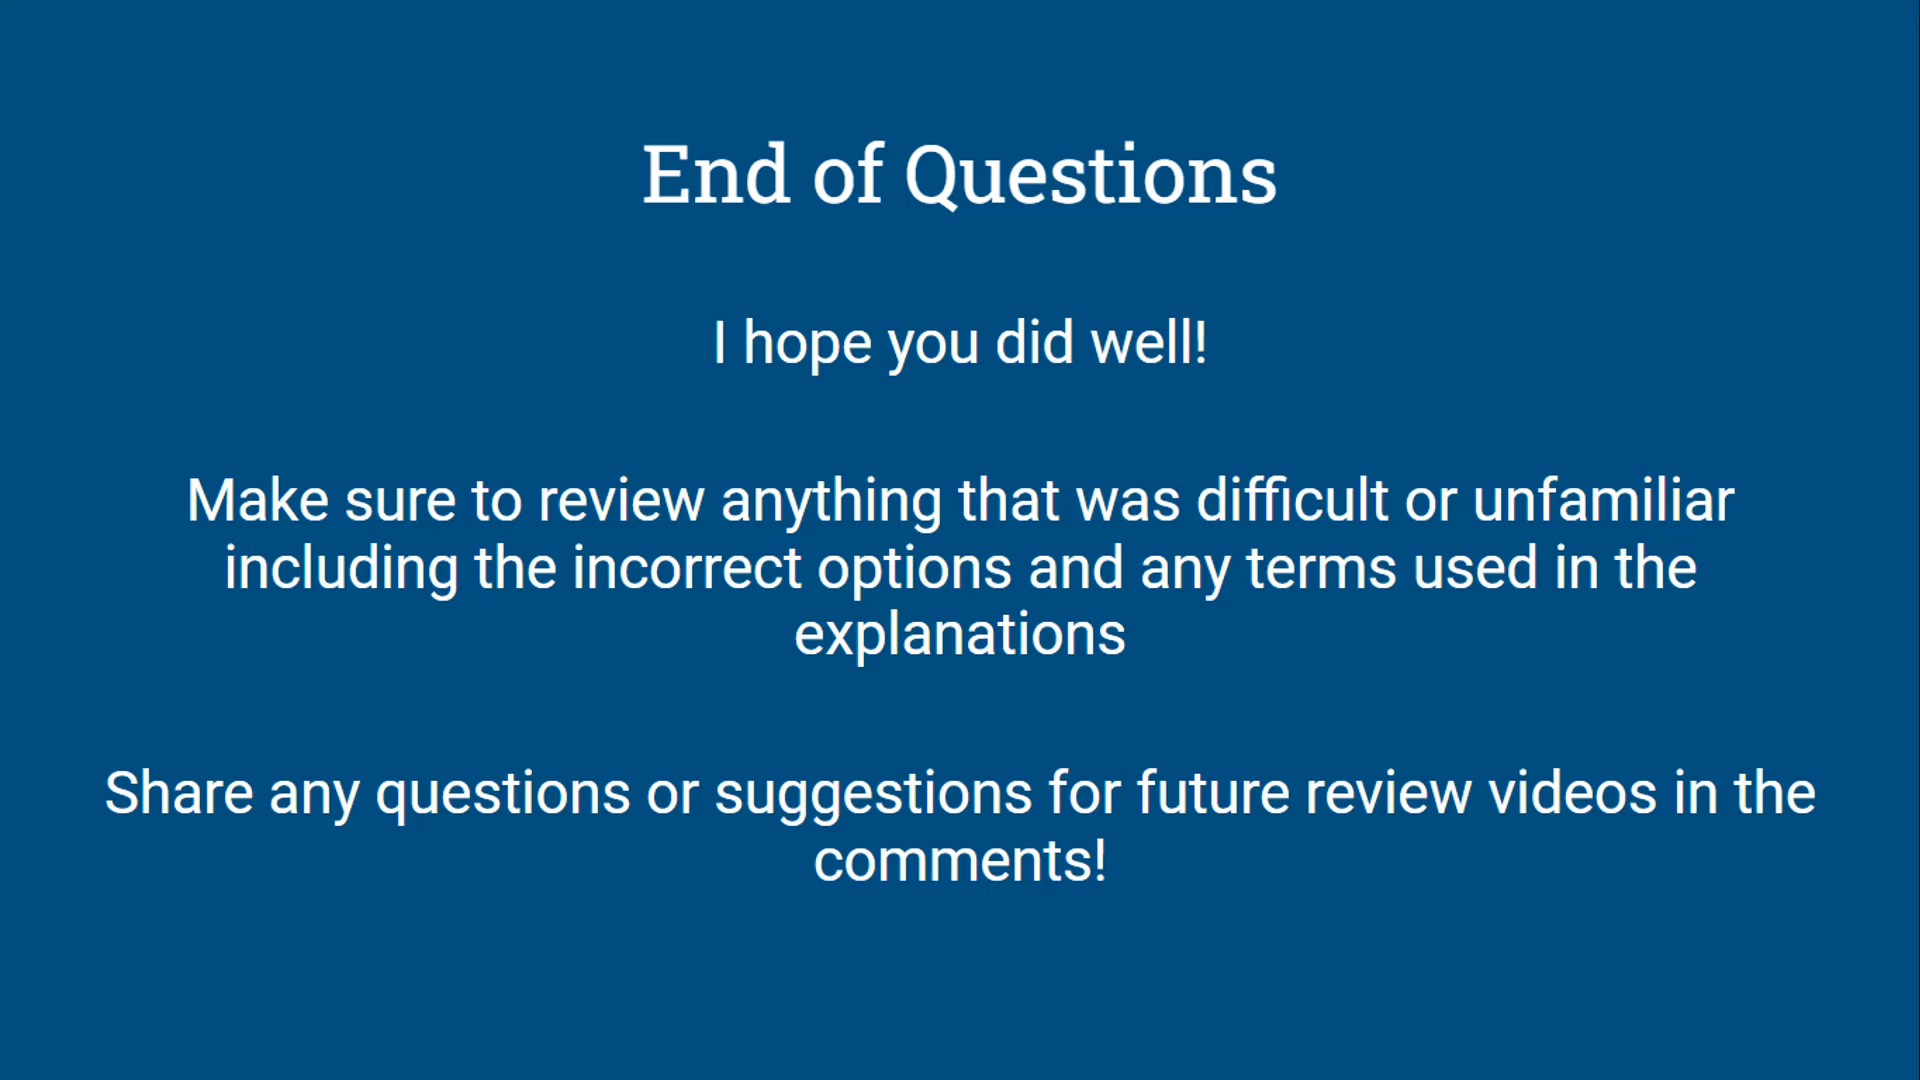 End of Questions
I hope you did well!
Make sure to review anything that was difficult or unfamiliar
including the incorrect options and any terms used in the
explanations
Share any questions or suggestions for future review videos in the
comments!